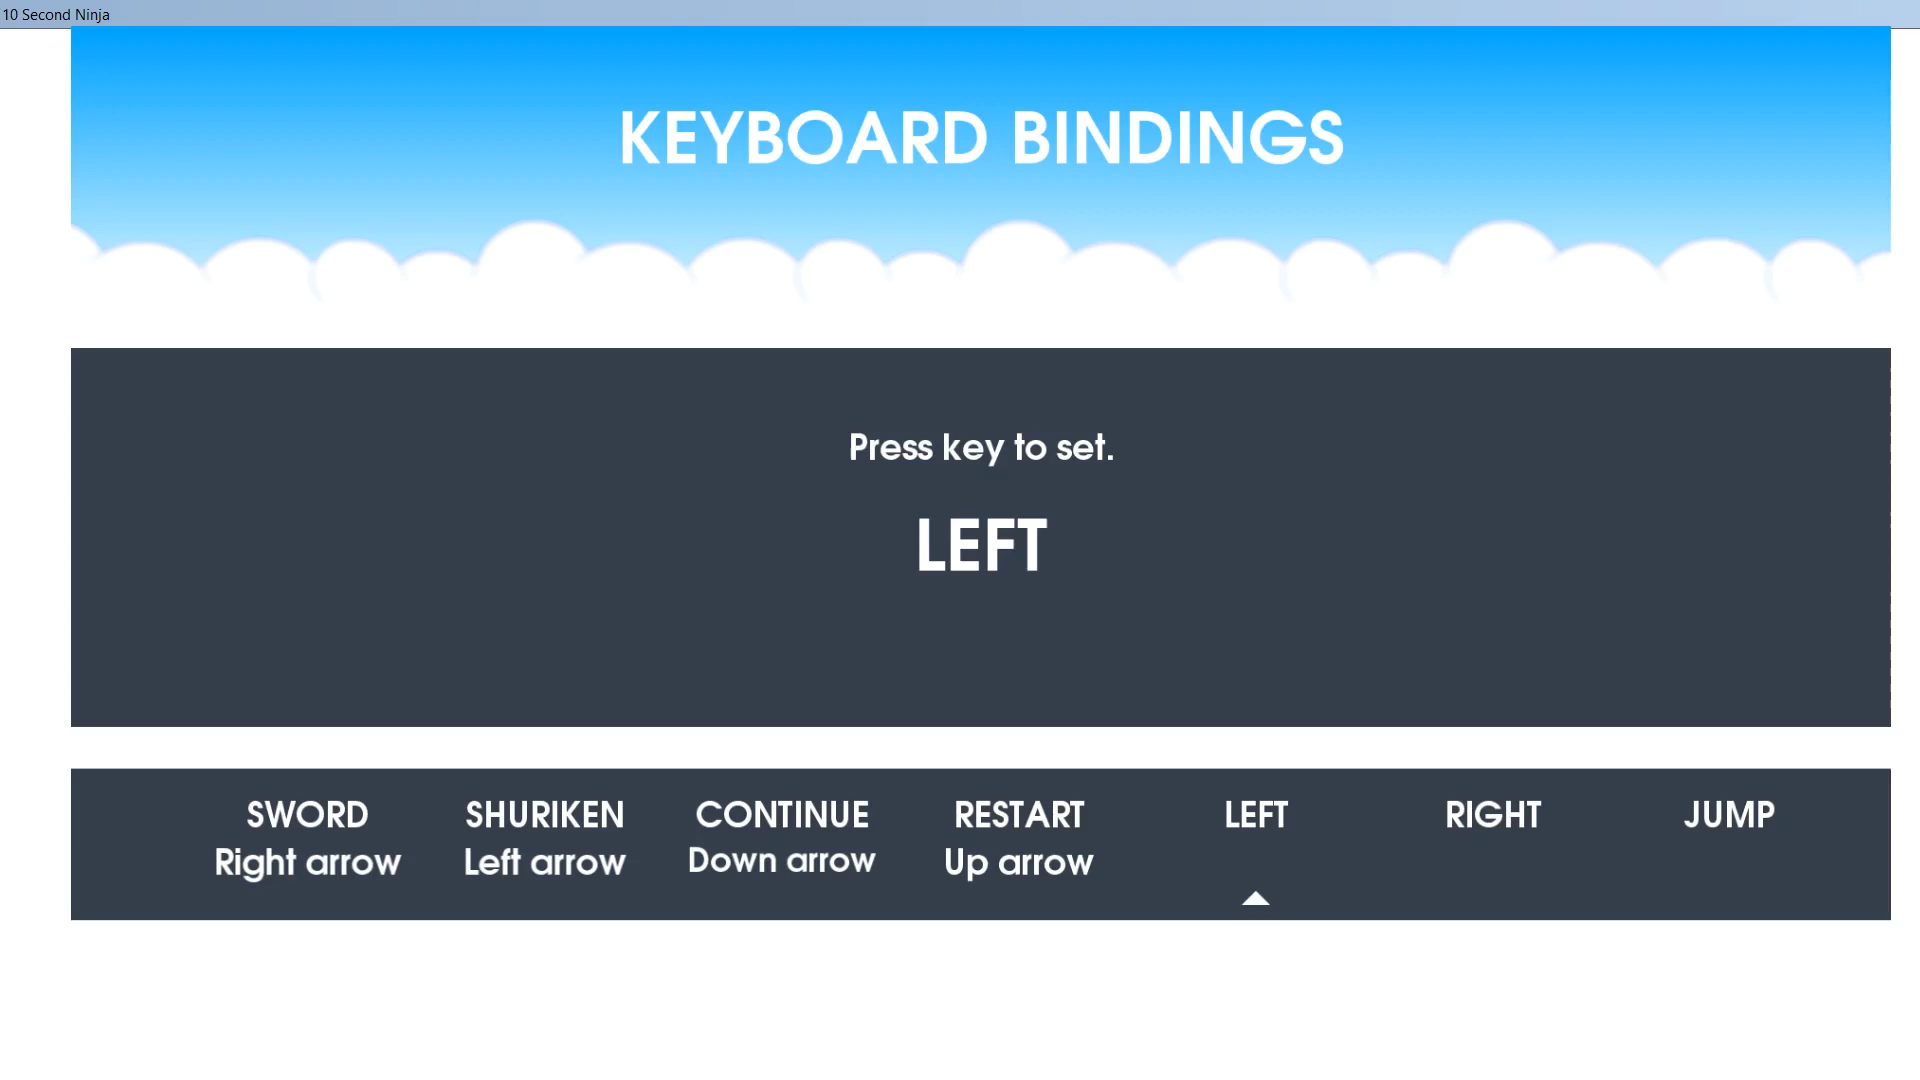 10 Second Ninja
KEYBOARD BINDINGS
Press key to set.
LEFT
SWORD SHURIKEN CONTINUE RESTART LEFT RIGHT JUMP
Right arrow Left arrow Down arrow Up arrow